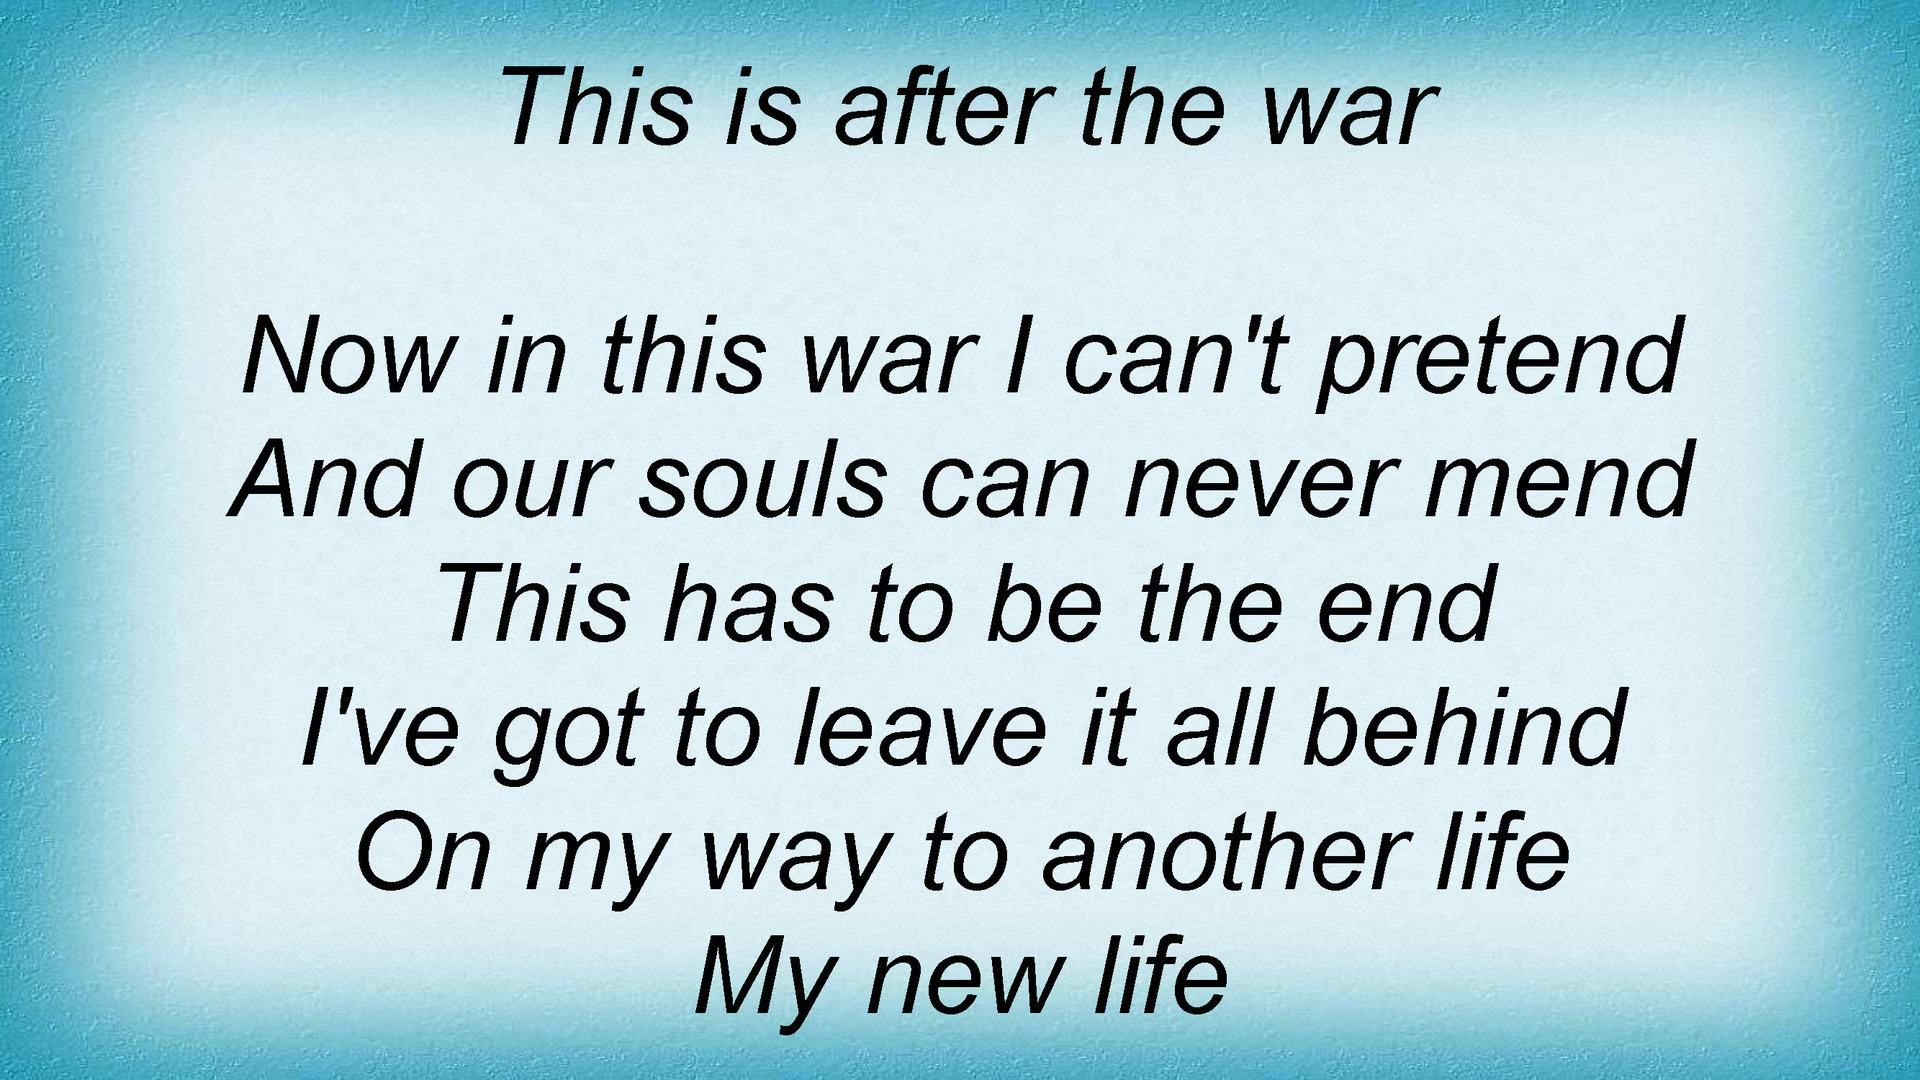 This is after the war
Now in this war I can't pretend
And our souls can never mend
This has to be the end
I've got to leave it all behind
On my way to another life
My new life